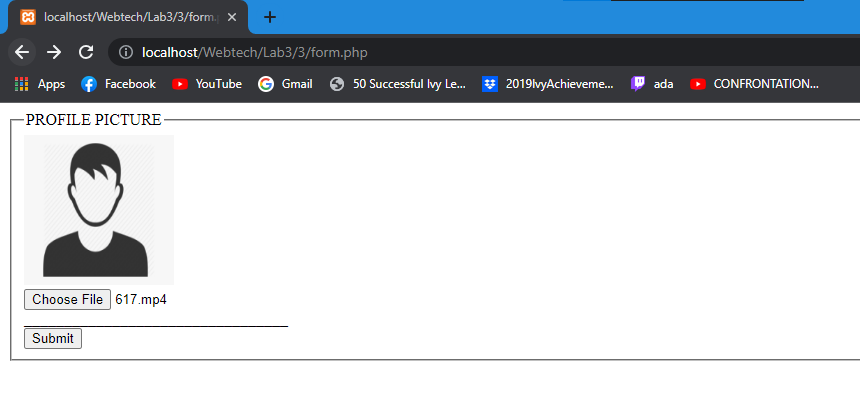 localhost/Webtech/Lab3/3/form.p
localhost/Webtech/Lab3/3/form.php
Apps Facebook YouTube Gmail 50 Successful Ivy Le... 2019IvyAchieveme... ada CONFRONTATION...
PROFILE PICTURE
Choose File 617.mp4
Submit